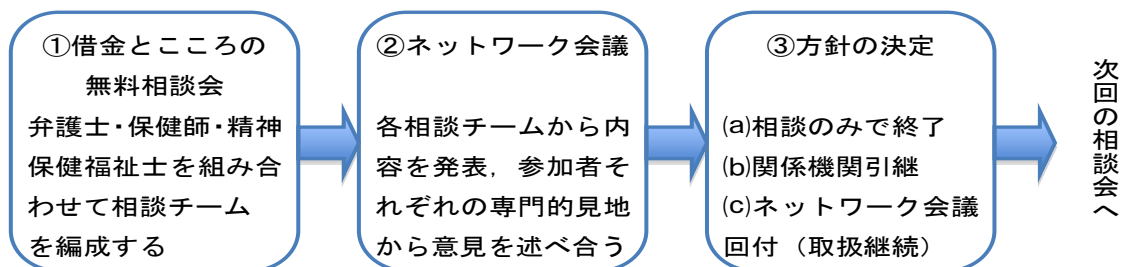 ①借金とこころの
無料相談会
弁護士・保健師・精神
保健福祉士を組み合
わせて相談チーム
を編成する
②ネットワーク会議
各相談チームから内
容を発表，参加者そ
れぞれの専門的見地
から意見を述べ合う
③方針の決定
(a)相談のみで終了
(b)関係機関引継
(c)ネットワーク会議
回付（取扱継続）
次回の相談会へ